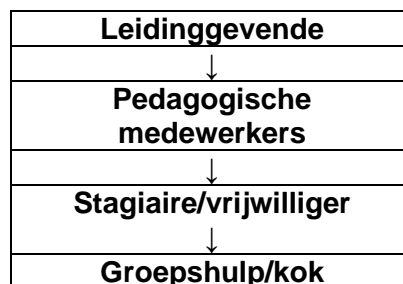 Leidinggevende
↓
Pedagogische
medewerkers
↓
Stagiaire/vrijwilliger
↓
Groepshulp/kok